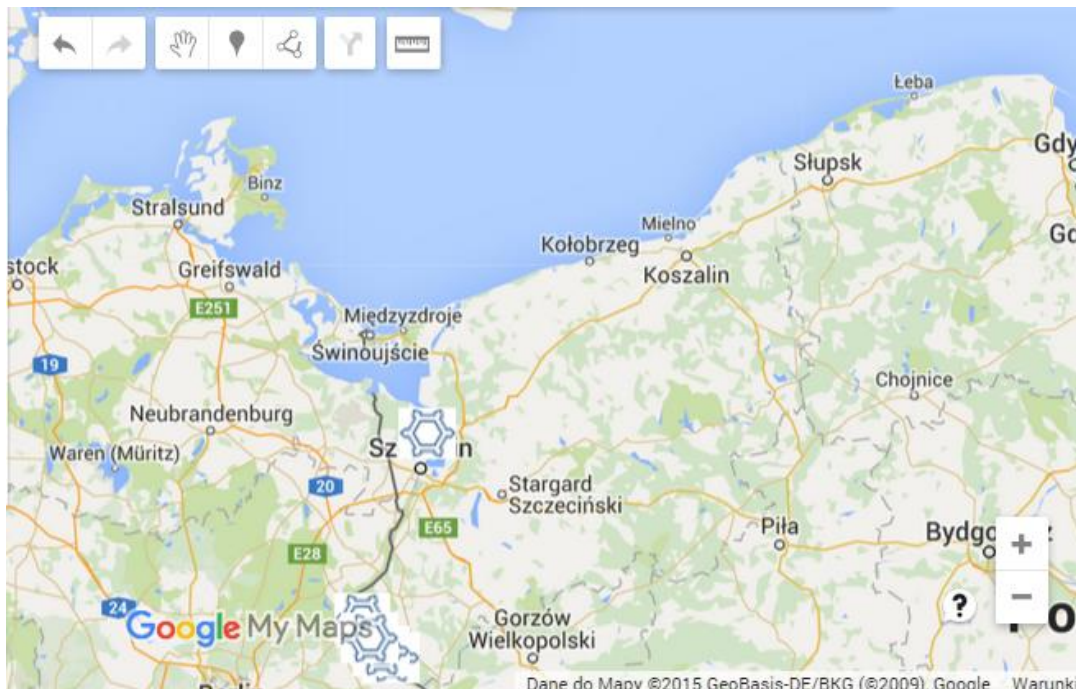 Łeba
Gdy
Słupsk
Binz
Stralsund
Mielno
Gd
Kołobrzeg
stock
Greifswald
Koszalin
E251
Międzyzdroje
Świnoujście
19
Chojnice
Neubrandenburg
Waren (Müritz)
Sz n
20
Stargard
Szczeciński
E65
Piła
Bydgo z
E28
24
Google My Maps
Gorzów
Wielkopolski
?
Dane do Mapy ©2015 GeoBasis-DE/BKG (©2009), Google Warunki